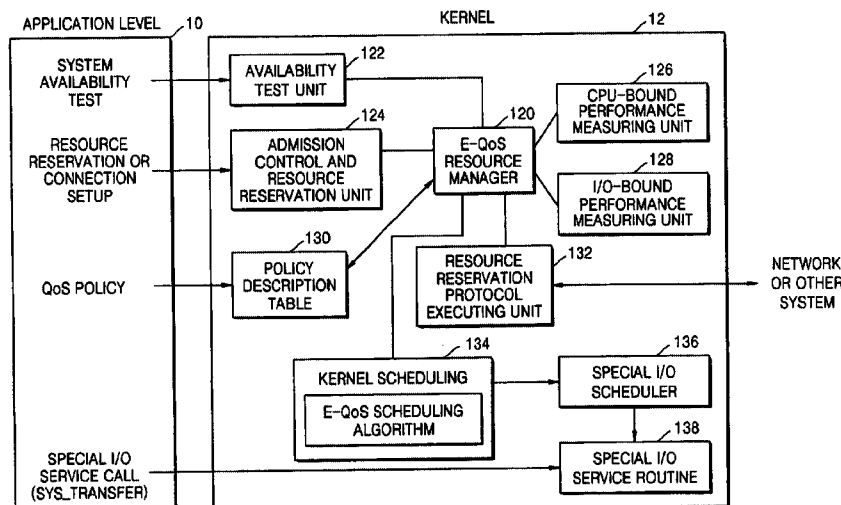 APPLICATION LEVEL
10
KERNEL
12
SYSTEM
AVAILABILITY
TEST
122
AVAILABILITY
TEST UNIT
126
CPU-BOUND
PERFORMANCE
MEASURING UNIT
RESOURCE
RESERVATION OR
CONNECTION
SETUP
124
ADMISSION
CONTROL AND
RESOURCE
RESERVATION UNIT
120
E-QoS
RESOURCE
MANAGER
128
I/O-BOUND
PERFORMANCE
MEASURING UNIT
QoS POLICY
130
POLICY
DESCRIPTION
TABLE
132
RESOURCE
RESERVATION
PROTOCOL
EXECUTING UNIT
NETWORK
OR OTHER
SYSTEM
134
KERNEL SCHEDULING
E-QoS SCHEDULING
ALGORITHM
136
SPECIAL I/O
SCHEDULER
SPECIAL I/O
SERVICE CALL
(SYS_TRANSFER)
138
SPECIAL I/O
SERVICE ROUTINE